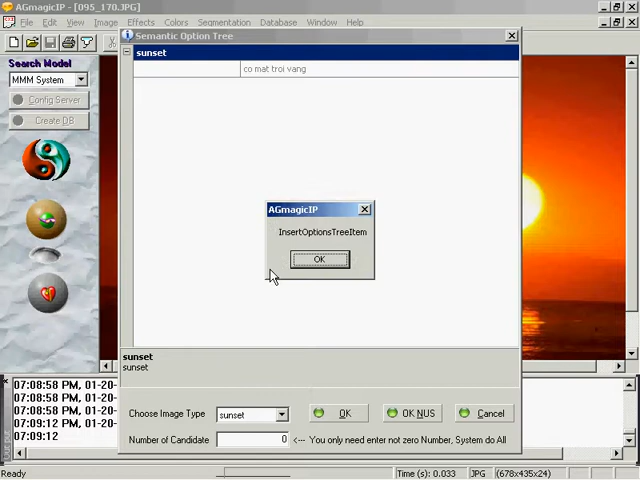 AGmagicIP - [095_170.JPG]
File Edit View Image Effects Colors Segmentation Database Window Help
Semantic Option Tree
sunset
co mat troi vang
Search Model
MMM System
Config Server
Create DB
AGmagicIP
InsertOptionsTreeItem
OK
sunset
sunset
07:08:58 PM, 01-20-
07:08:58 PM, 01-20-
07:08:58 PM, 01-20-
07:09:12 PM, 01-20-
07:09:12
Choose Image Type sunset OK OK NUS Cancel
Number of Candidate 0 <--- You only need enter not zero Number, System do All
Ready Time (s): 0.033 JPG (678x435x24)